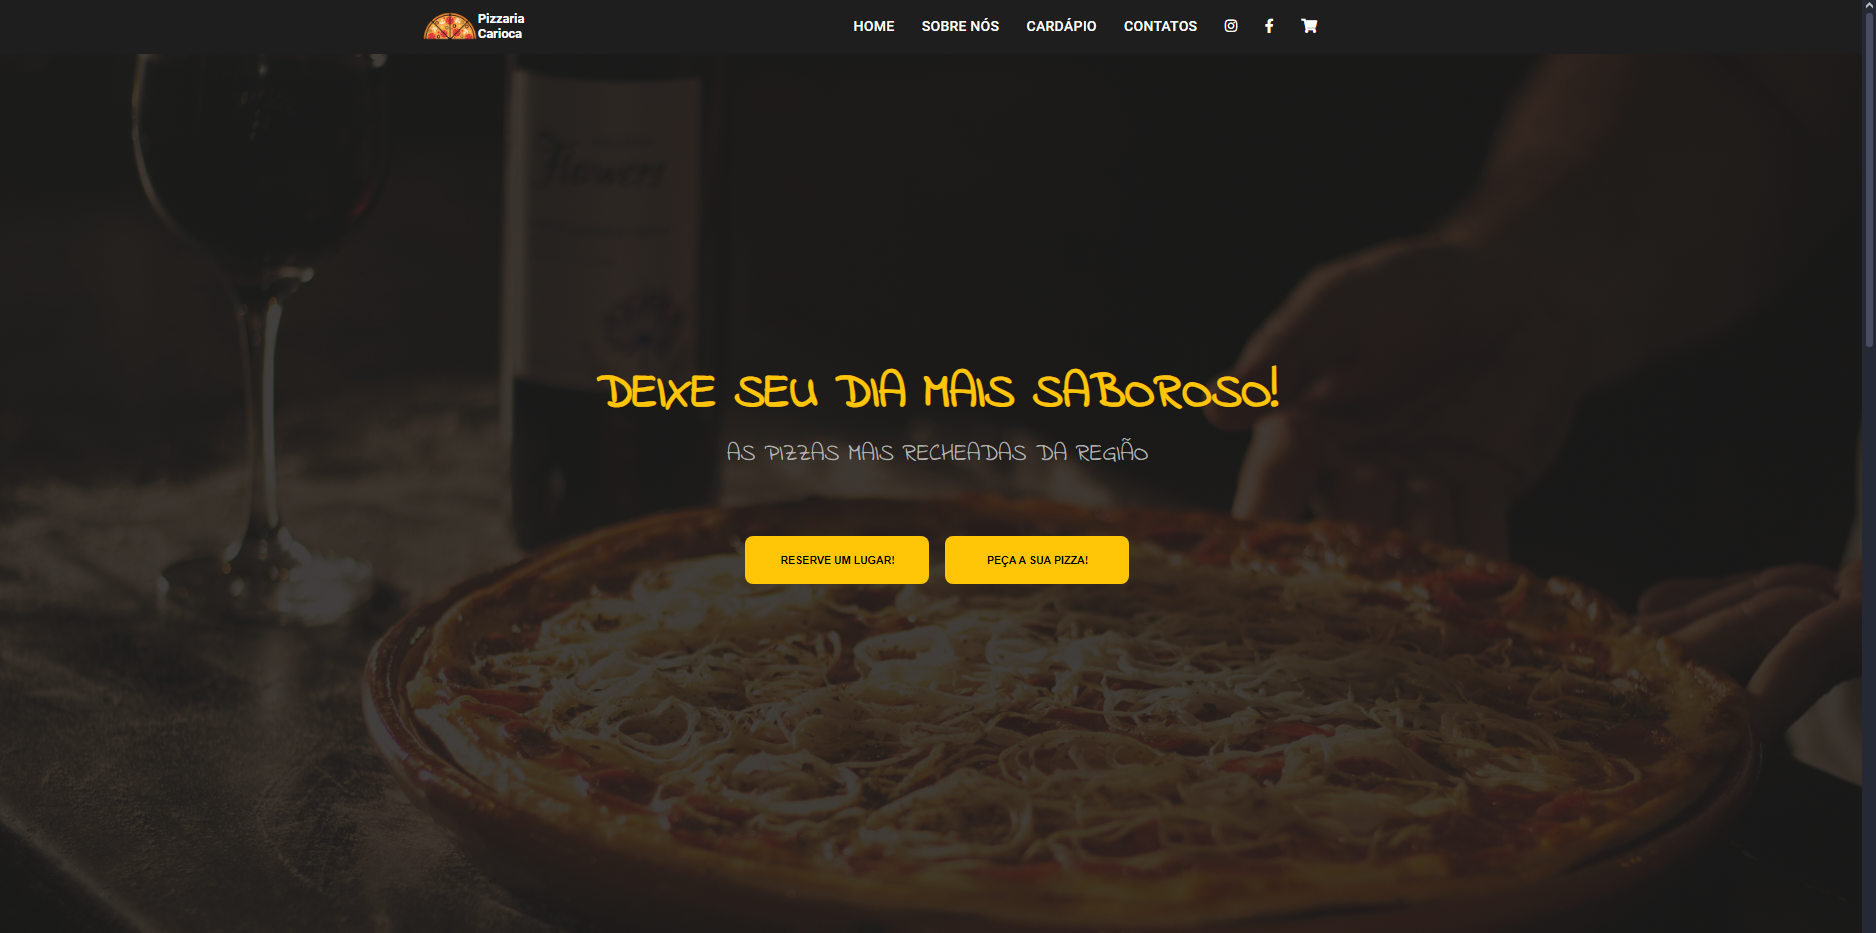 Pizzaria
Carioca
HOME SOBRE NÓS CARDÁPIO CONTATOS
Flowers
DEIXE SEU DIA MAIS SABOROSO!
AS PIZZAS MAIS RECHEADAS DA REGIÃO
RESERVE UM LUGAR! PEÇA A SUA PIZZA!